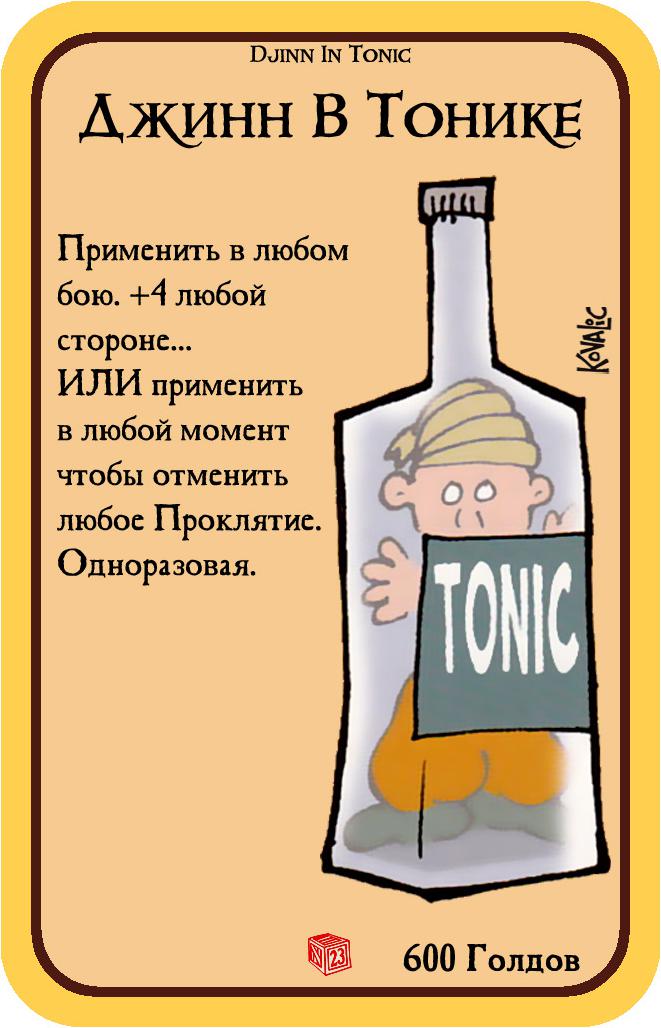 Djinn In Tonic
Джинн В Тонике
Применить в любом
бою. +4 любой
стороне...
ИЛИ применить
в любой момент
чтобы отменить
любое Проклятие.
Одноразовая.
KOVALIC
TONIC
N 23
600 Голдов